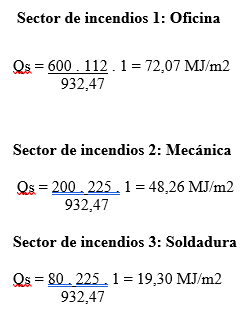 Sector de incendios 1: Oficina
Qs = 600 . 112 . 1 = 72,07 MJ/m2
932,47
Sector de incendios 2: Mecánica
Qs = 200 . 225 . 1 = 48,26 MJ/m2
932,47
Sector de incendios 3: Soldadura
Qs = 80 . 225 . 1 = 19,30 MJ/m2
932,47